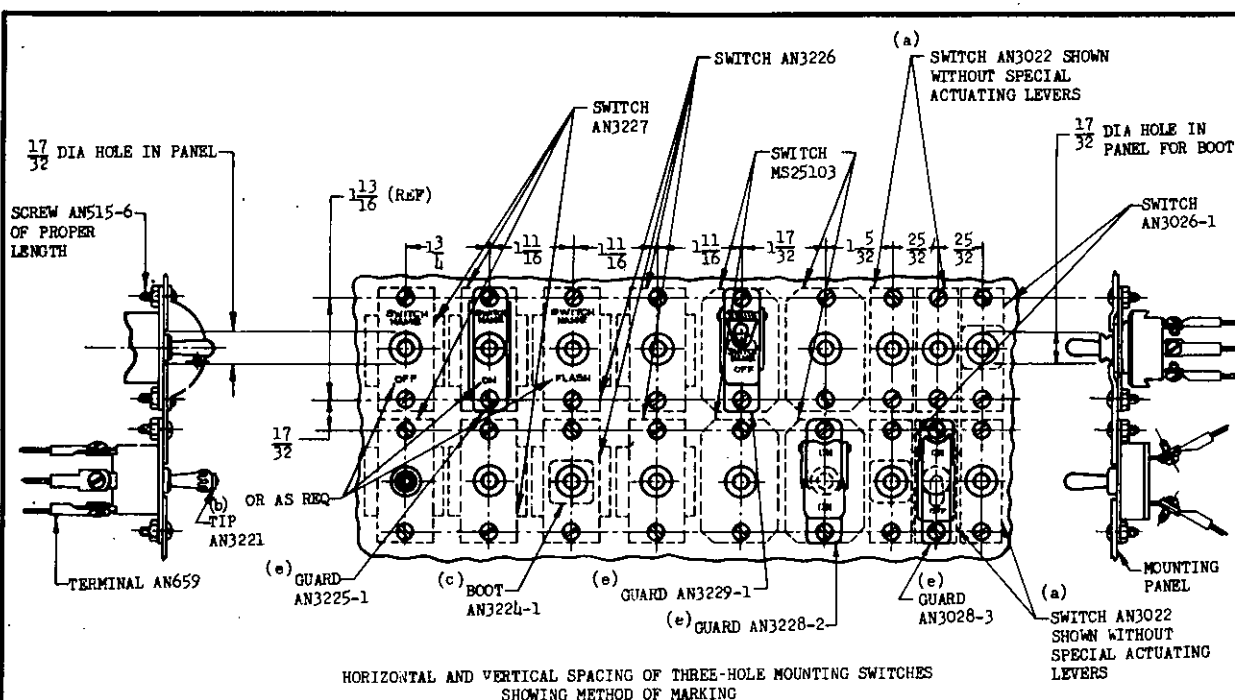 (a)
SWITCH AN3022 SHOWN
WITHOUT SPECIAL
ACTUATING LEVERS
SWITCH AN3226
SWITCH
AN3227
17/32 DIA HOLE IN PANEL
17/32 DIA HOLE IN
PANEL FOR BOOT
SWITCH
MS25103
1 13/16 (REF)
SCREW AN515-6
OF PROPER
LENGTH
SWITCH
AN3026-1
1 3/4 1 11/16 1 11/16 1 11/16 1 17/32 1 5/32 25/32 25/32
SWITCH
NAME
SWITCH
NAME
OFF
ON
FLASH
OFF
17/32
ON
ON
OFF
OR AS REQ
(b)
TIP
AN3221
TERMINAL AN659
(e) GUARD
AN3225-1
(c) BOOT
AN3224-1
(e) GUARD AN3229-1
(e) GUARD AN3228-2
(e)
GUARD
AN3028-3
(a)
SWITCH AN3022
SHOWN WITHOUT
SPECIAL ACTUATING
LEVERS
MOUNTING
PANEL
HORIZONTAL AND VERTICAL SPACING OF THREE-HOLE MOUNTING SWITCHES
SHOWING METHOD OF MARKING